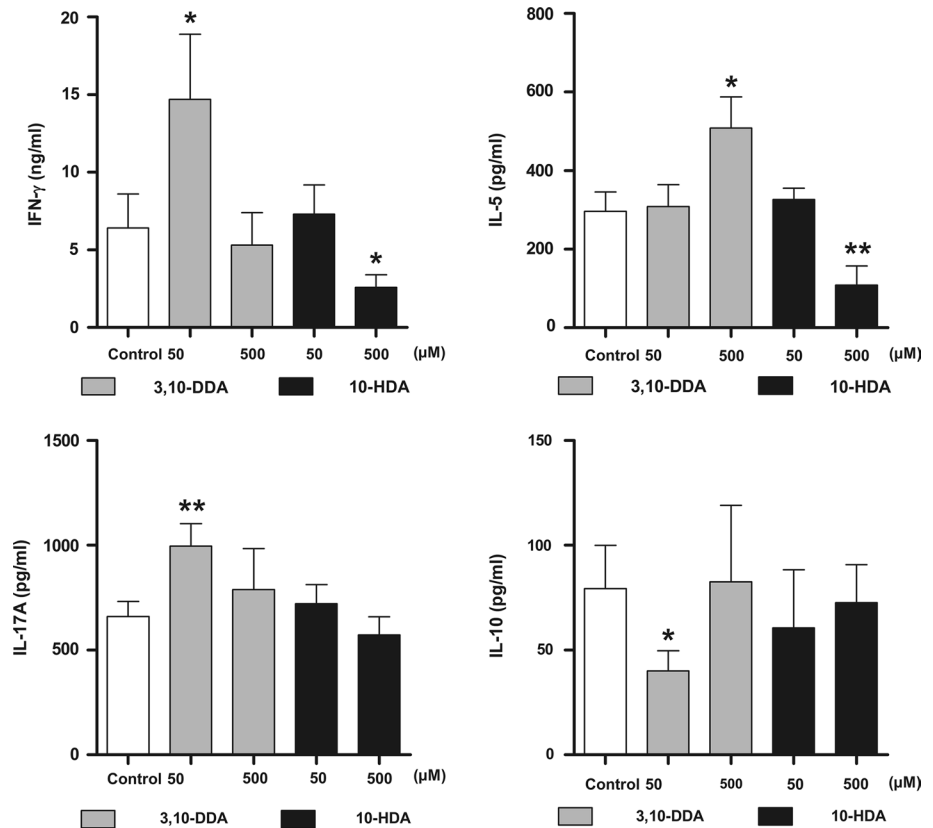 IFN-γ (ng/ml)
20
15
10
5
0
*
*
Control 50 500 50 500 (µM)
3,10-DDA 10-HDA
IL-5 (pg/ml)
800
600
400
200
0
*
**
Control 50 500 50 500 (µM)
3,10-DDA 10-HDA
IL-17A (pg/ml)
1500
1000
500
0
**
Control 50 500 50 500 (µM)
3,10-DDA 10-HDA
IL-10 (pg/ml)
150
100
50
0
*
Control 50 500 50 500 (µM)
3,10-DDA 10-HDA